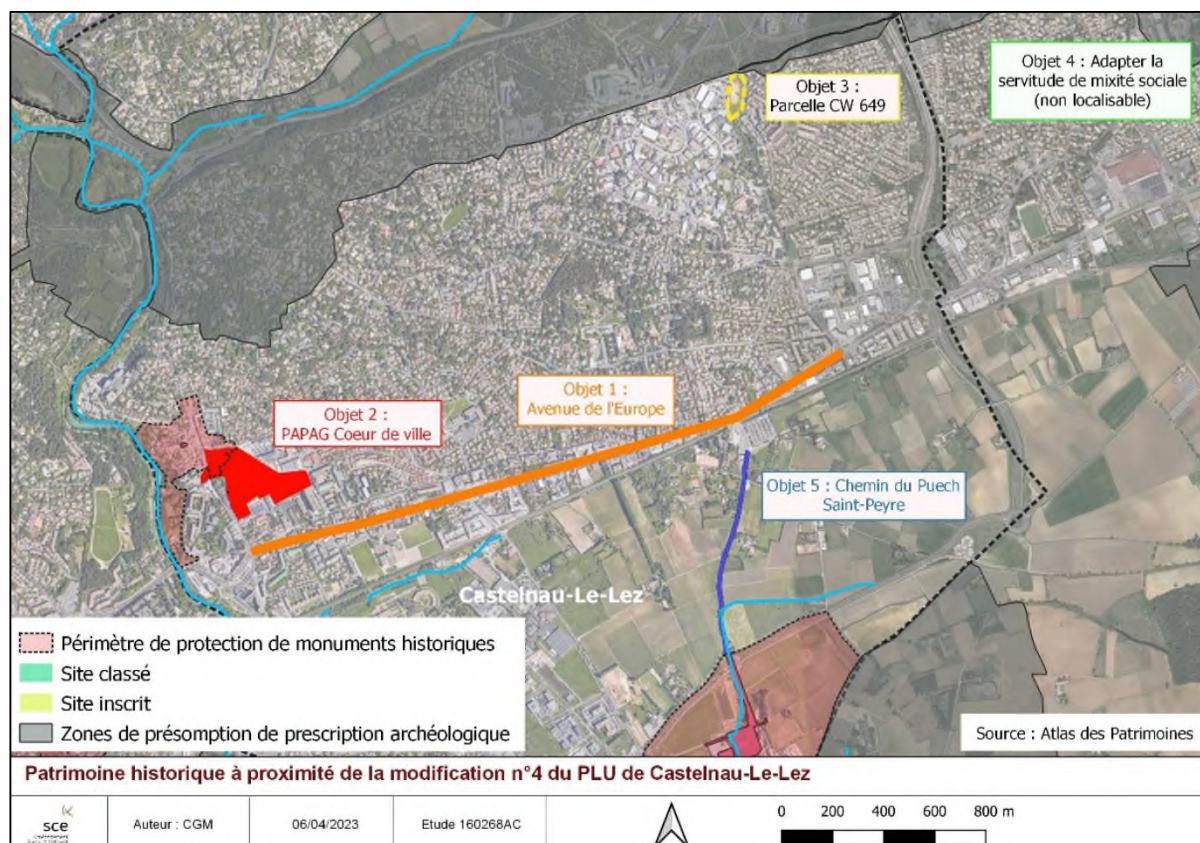 Objet 4 : Adapter la
servitude de mixité sociale
(non localisable)
Objet 3 :
Parcelle CW 649
Objet 1 :
Avenue de l'Europe
Objet 2 :
PAPAG Coeur de ville
Objet 5 : Chemin du Puech
Saint-Peyre
Castelnau-Le-Lez
Périmètre de protection de monuments historiques
Site classé
Site inscrit
Zones de présomption de prescription archéologique
Source : Atlas des Patrimoines
Patrimoine historique à proximité de la modification n°4 du PLU de Castelnau-Le-Lez
sce
Auteur : CGM
06/04/2023
Etude 160268AC
0 200 400 600 800 m